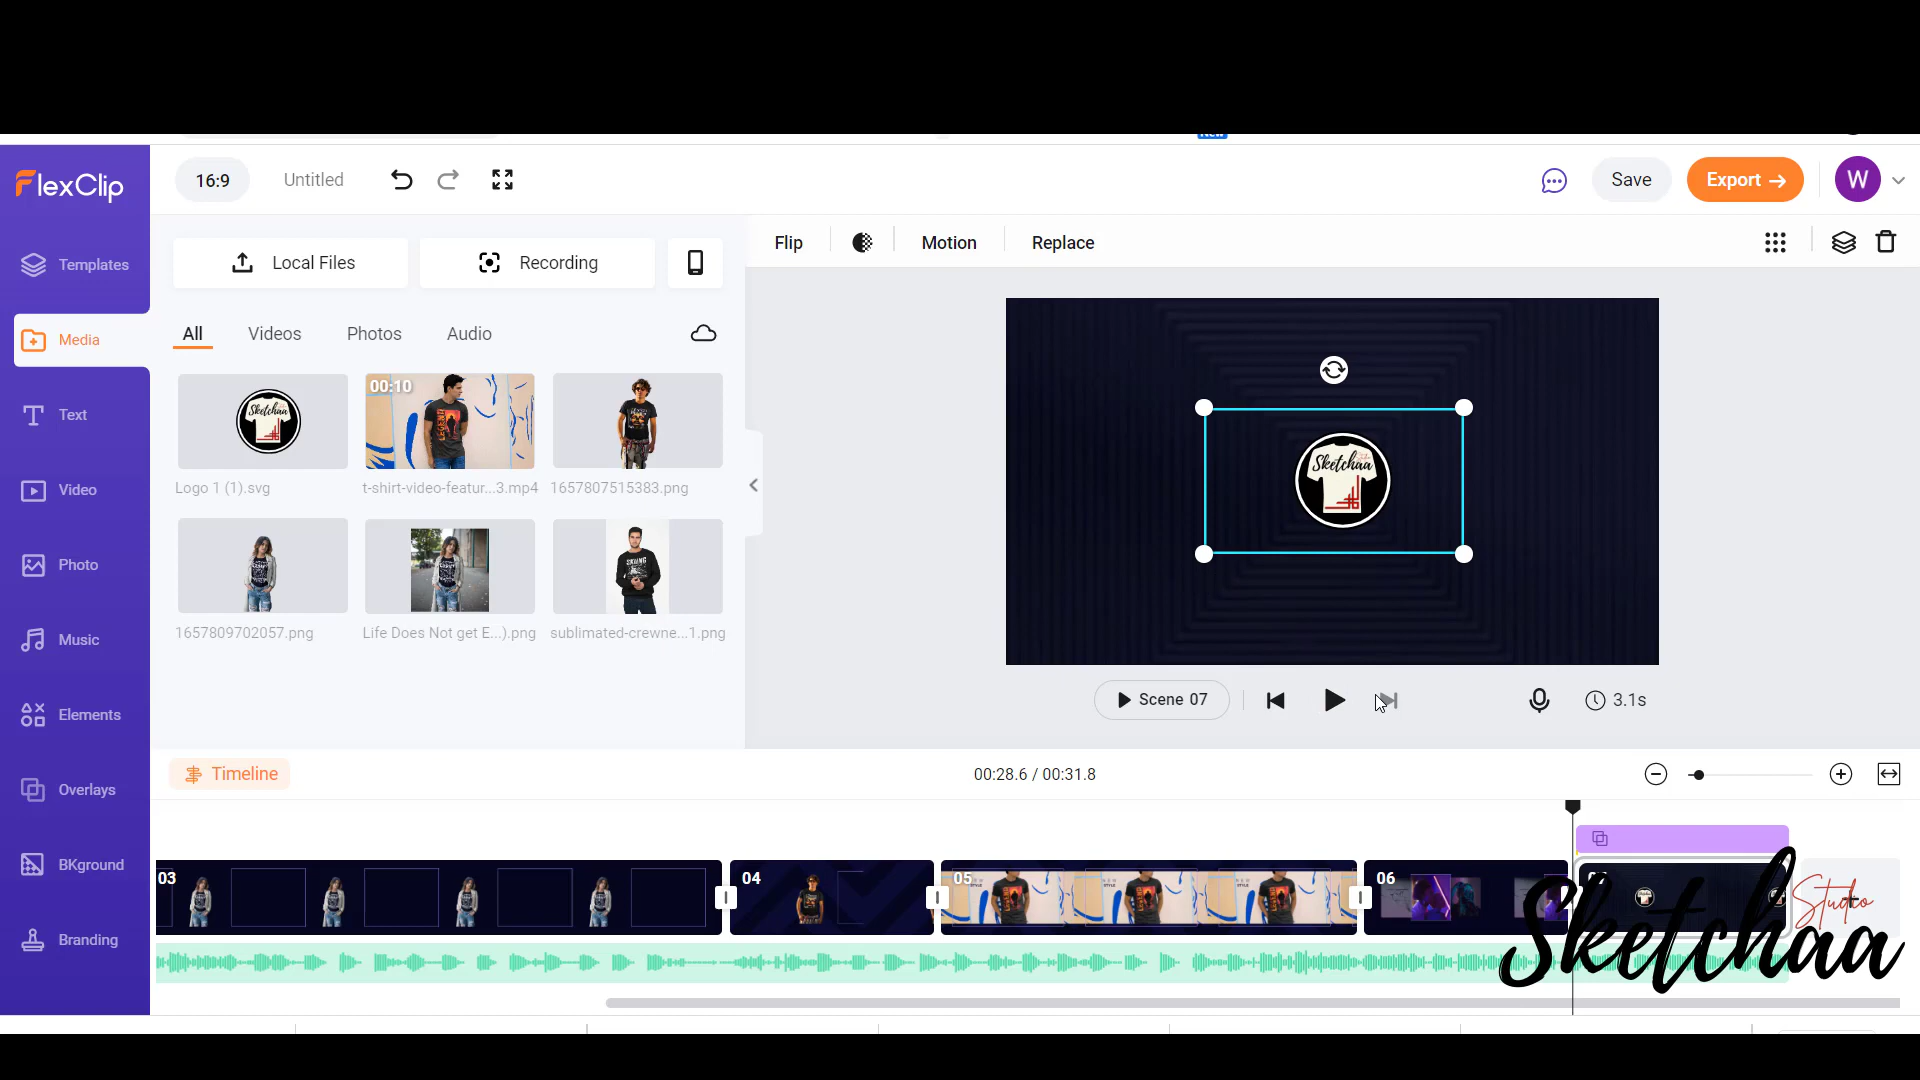 FlexClip
16:9
Untitled
Save
Export
W
Templates
Media
Text
Video
Photo
Music
Elements
Overlays
BKground
Branding
Local Files
Recording
All
Videos
Photos
Audio
Sketchaa
00:10
LEGEND
Logo 1 (1).svg
t-shirt-video-featur...3.mp4
1657807515383.png
1657809702057.png
Life Does Not get E...).png
sublimated-crewne...1.png
Flip
Motion
Replace
Sketchaa
Scene 07
3.1s
Timeline
00:28.6 / 00:31.8
03
04
05
06
Studio
Sketchaa